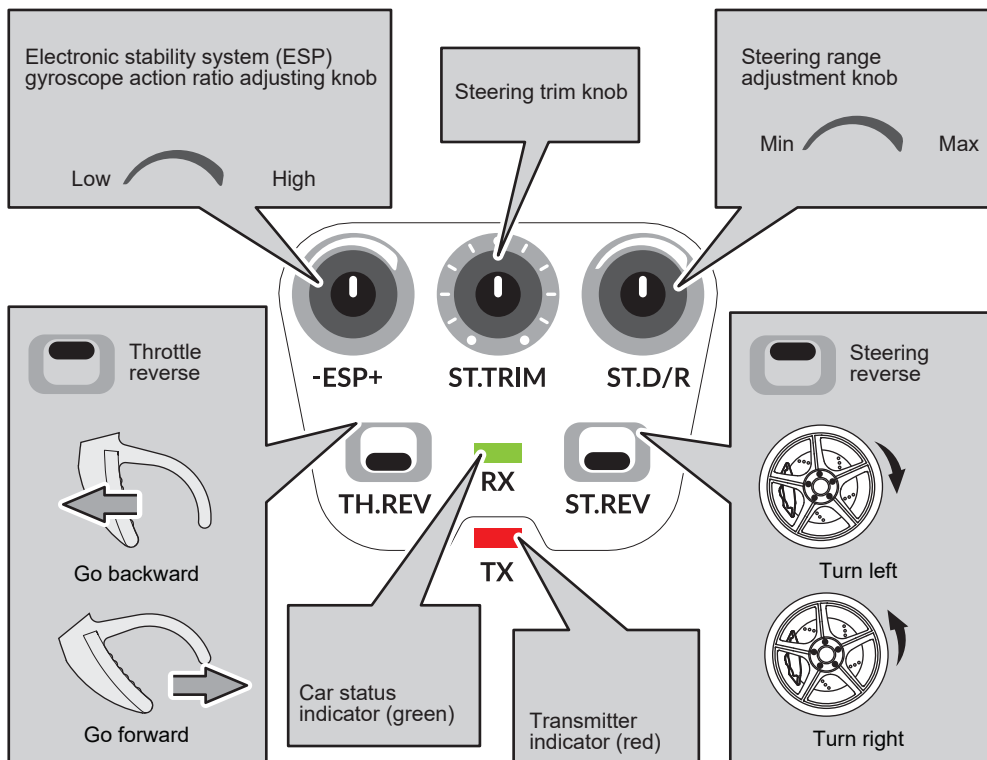 Electronic stability system (ESP)
gyroscope action ratio adjusting knob
Low
High
Steering trim knob
Steering range
adjustment knob
Min
Max
-ESP+
ST.TRIM
ST.D/R
Throttle
reverse
Go backward
Go forward
TH.REV
RX
ST.REV
TX
Car status
indicator (green)
Transmitter
indicator (red)
Steering
reverse
Turn left
Turn right